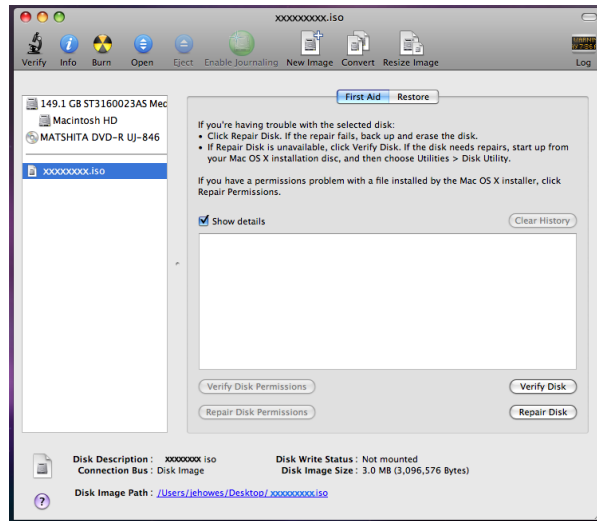 xxxxxxxxx.iso
Verify Info Burn Open Eject Enable Journaling New Image Convert Resize Image Log
149.1 GB ST3160023AS Med
Macintosh HD
MATSHITA DVD-R UJ-846
xxxxxxxx.iso
First Aid Restore
If you're having trouble with the selected disk:
• Click Repair Disk. If the repair fails, back up and erase the disk.
• If Repair Disk is unavailable, click Verify Disk. If the disk needs repairs, start up from
your Mac OS X installation disc, and then choose Utilities > Disk Utility.
If you have a permissions problem with a file installed by the Mac OS X installer, click
Repair Permissions.
Show details
Clear History
Verify Disk Permissions
Verify Disk
Repair Disk Permissions
Repair Disk
Disk Description : xxxxxxxx iso
Disk Write Status : Not mounted
Connection Bus : Disk Image
Disk Image Size : 3.0 MB (3,096,576 Bytes)
Disk Image Path : /Users/jehowes/Desktop/ xxxxxxxxx.iso
?